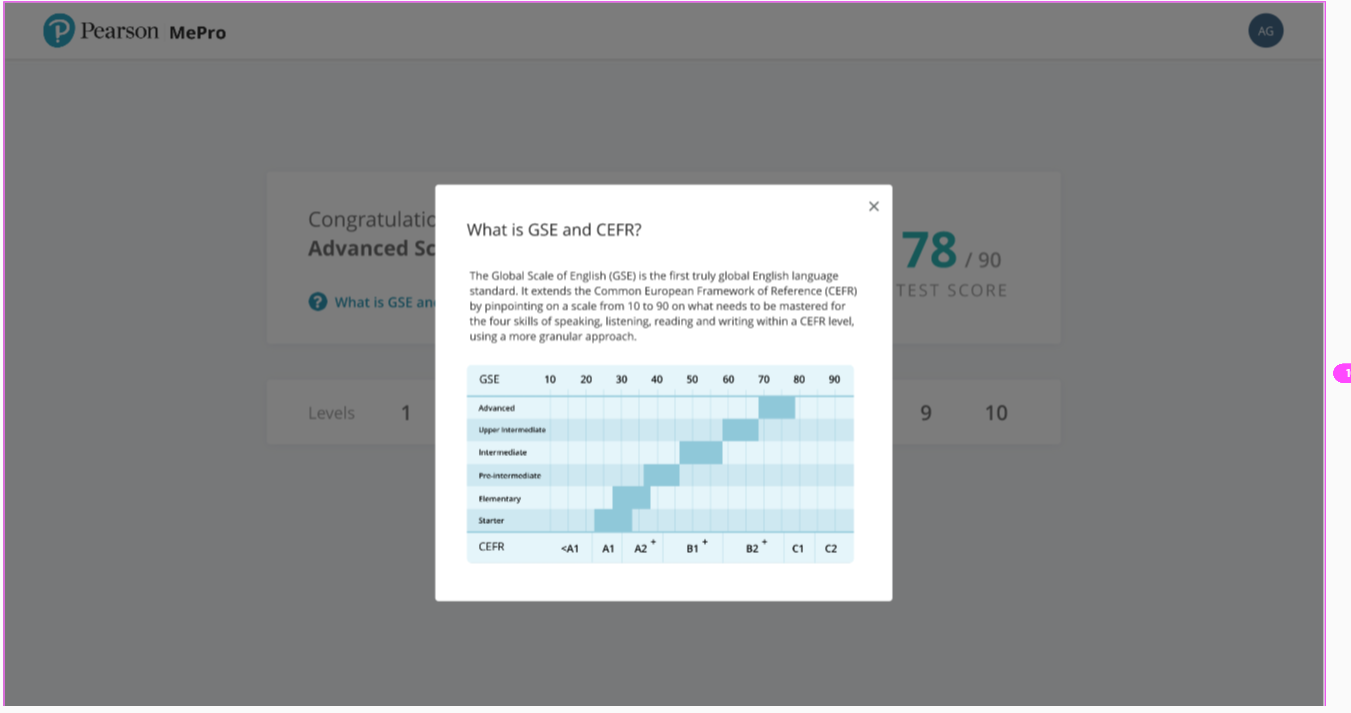 Pearson MePro
AG
Congratulatio
Advanced Sc
What is GSE an
78 / 90
TEST SCORE
Levels 1 9 10
What is GSE and CEFR?
The Global Scale of English (GSE) is the first truly global English language
standard. It extends the Common European Framework of Reference (CEFR)
by pinpointing on a scale from 10 to 90 on what needs to be mastered for
the four skills of speaking, listening, reading and writing within a CEFR level,
using a more granular approach.
GSE 10 20 30 40 50 60 70 80 90
Advanced
Upper Intermediate
Intermediate
Pre-intermediate
Elementary
Starter
CEFR <A1 A1 A2 + B1 + B2 + C1 C2